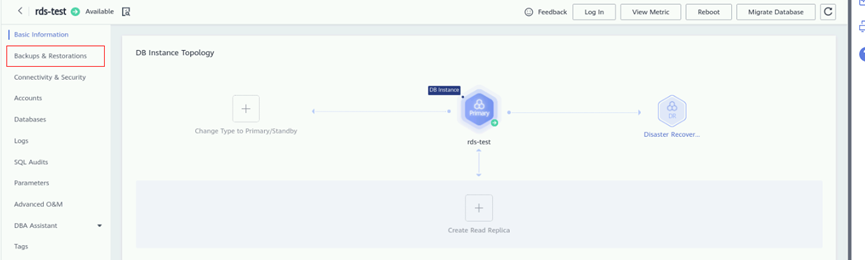 rds-test Available Feedback Log In View Metric Reboot Migrate Database
Basic Information
Backups & Restorations
Connectivity & Security
Accounts
Databases
Logs
SQL Audits
Parameters
Advanced O&M
DBA Assistant
Tags
DB Instance Topology
DB Instance
Primary
DR
Change Type to Primary/Standby
Disaster Recover...
rds-test
Create Read Replica